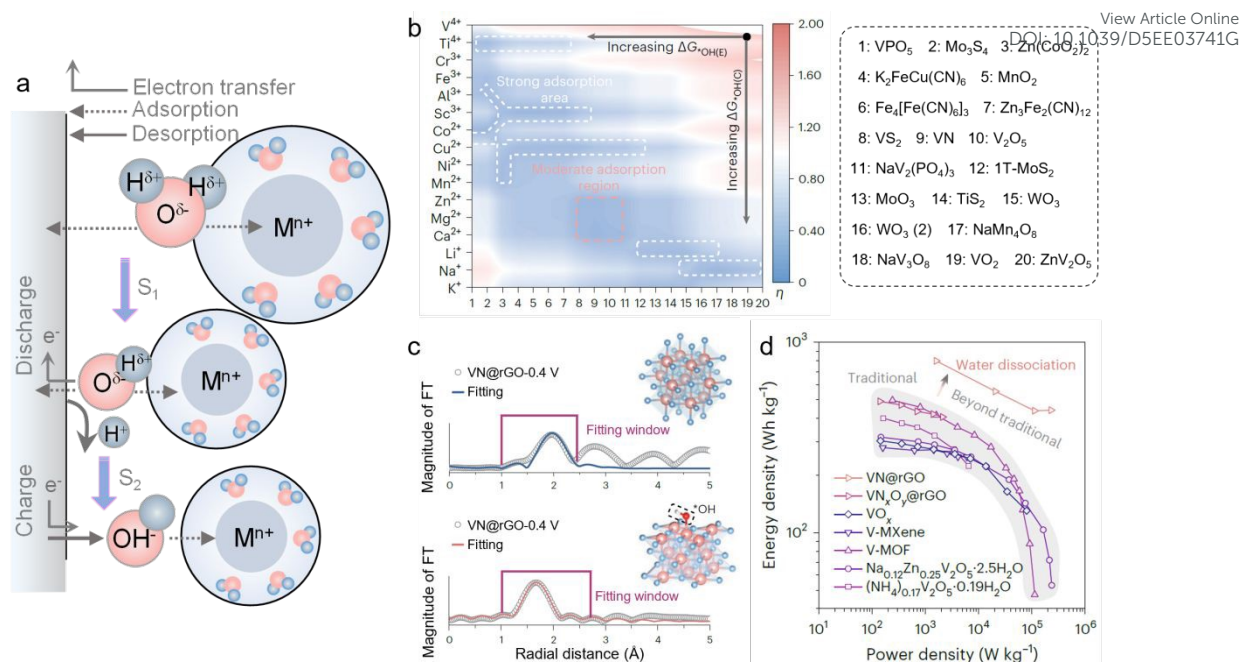 View Article Online
DOI: 10.1039/D5EE03741G
a
Electron transfer
Adsorption
Desorption
H^δ+
H^δ+
O^δ-
M^n+
S₁
Discharge
e⁻
H^δ+
O^δ-
M^n+
H⁺
S₂
Charge
e⁻
OH⁻
M^n+
b
V⁴⁺
Ti⁴⁺
Cr³⁺
Fe³⁺
Al³⁺
Sc³⁺
Co²⁺
Cu²⁺
Ni²⁺
Mn²⁺
Zn²⁺
Mg²⁺
Ca²⁺
Li⁺
Na⁺
K⁺
Increasing ΔG*OH(E)
Increasing ΔG*OH(C)
Strong adsorption
area
Moderate adsorption
region
1 2 3 4 5 6 7 8 9 10 11 12 13 14 15 16 17 18 19 20
2.00
1.60
1.20
0.80
0.40
0
η
1: VPO₅ 2: Mo₃S₄ 3: Zn(CoO₂)₂
4: K₂FeCu(CN)₆ 5: MnO₂
6: Fe₄[Fe(CN)₆]₃ 7: Zn₃Fe₂(CN)₁₂
8: VS₂ 9: VN 10: V₂O₅
11: NaV₂(PO₄)₃ 12: 1T-MoS₂
13: MoO₃ 14: TiS₂ 15: WO₃
16: WO₃ (2) 17: NaMn₄O₈
18: NaV₃O₈ 19: VO₂ 20: ZnV₂O₅
c
VN@rGO-0.4 V
Fitting
Fitting window
Magnitude of FT
0 1 2 3 4 5
VN@rGO-0.4 V
Fitting
*OH
Fitting window
Magnitude of FT
0 1 2 3 4 5
Radial distance (Å)
d
Energy density (Wh kg⁻¹)
10³
10²
Traditional
Water dissociation
Beyond traditional
VN@rGO
VNₓOᵧ@rGO
VOₓ
V-MXene
V-MOF
Na₀.₁₂Zn₀.₂₅V₂O₅·2.5H₂O
(NH₄)₀.₁₇V₂O₅·0.19H₂O
10¹ 10² 10³ 10⁴ 10⁵ 10⁶
Power density (W kg⁻¹)